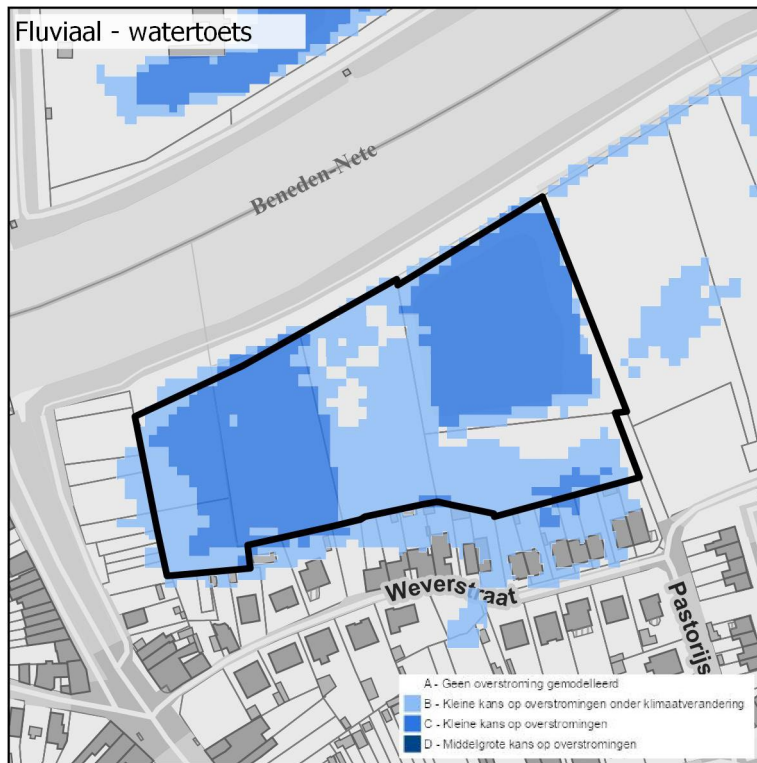 Fluviaal - watertoets
Beneden-Nete
Weverstraat
Pastorijs
A - Geen overstroming gemodelleerd
B - Kleine kans op overstromingen onder klimaatverandering
C - Kleine kans op overstromingen
D - Middelgrote kans op overstromingen